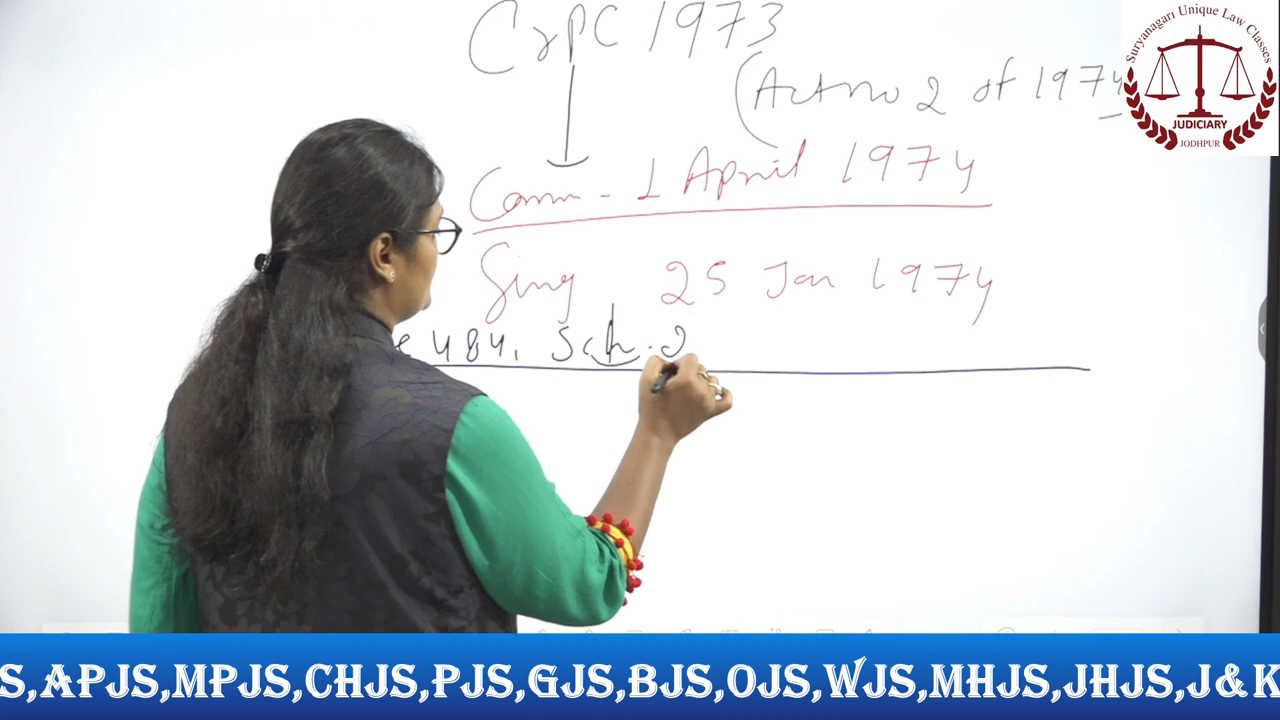 CrPC 1973
(Act no 2 of 1974
Comm - 1 April 1974
Sing 25 Jan 1974
484, Sch. 2
Suryanagari Unique Law Classes
JUDICIARY
JODHPUR
S,APJS,MPJS,CHJS,PJS,GJS,BJS,OJS,WJS,MHJS,JHJS,J&K